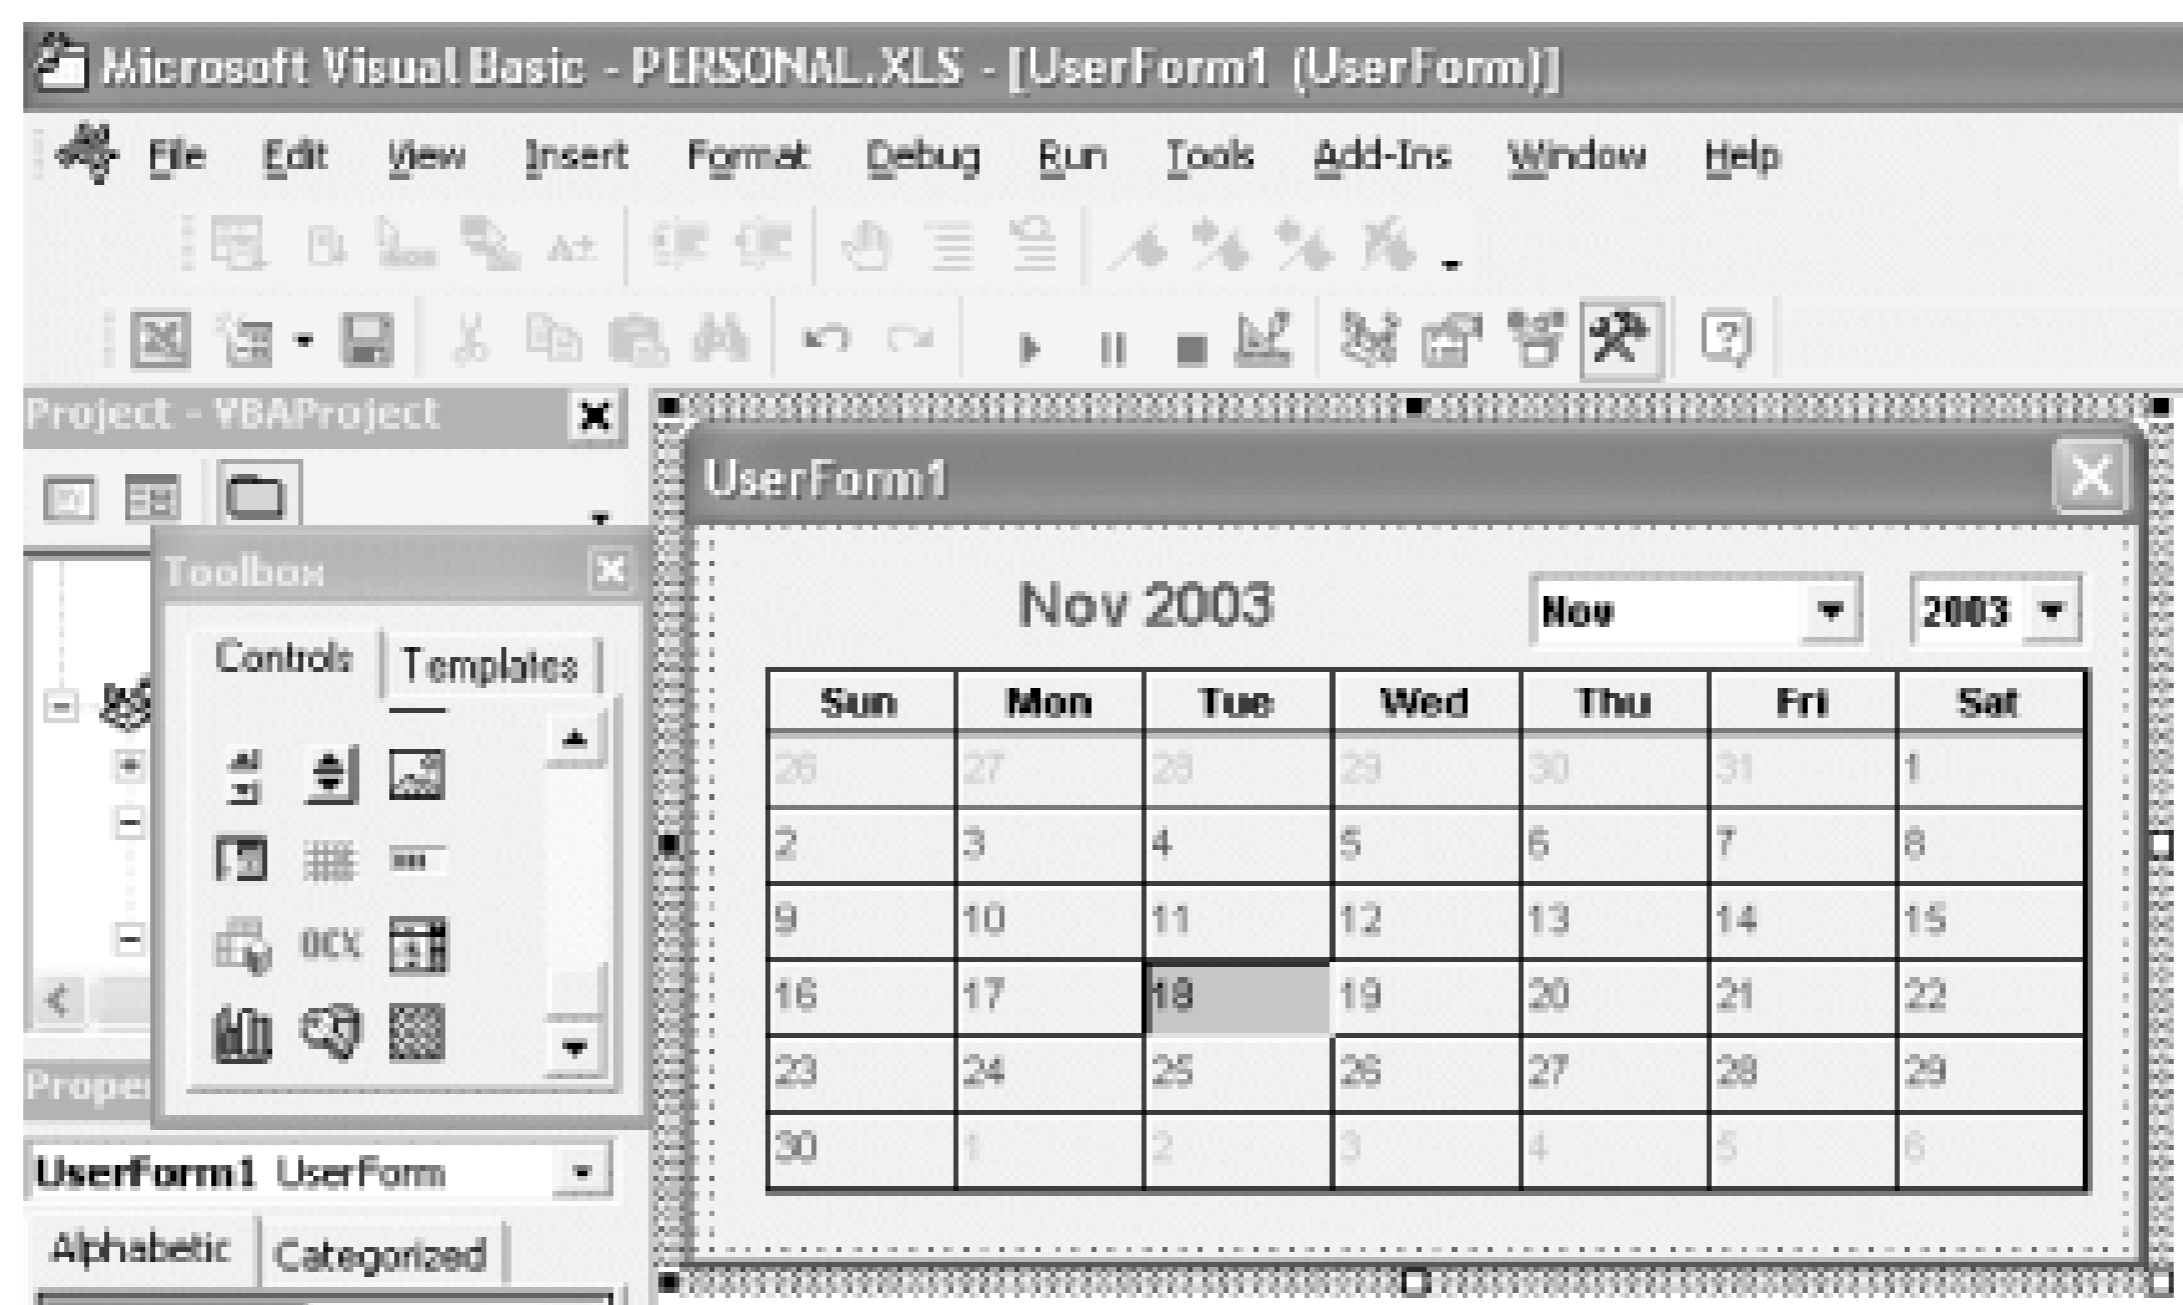 Microsoft Visual Basic - PERSONAL.XLS - [UserForm1 (UserForm)]
File Edit View Insert Format Debug Run Tools Add-Ins Window Help
Project - VBAProject
UserForm1
Toolbox
Controls Templates
OCX
Nov 2003 Nov 2003
Sun Mon Tue Wed Thu Fri Sat
26 27 28 29 30 31 1
2 3 4 5 6 7 8
9 10 11 12 13 14 15
16 17 18 19 20 21 22
23 24 25 26 27 28 29
30 1 2 3 4 5 6
Prope
UserForm1 UserForm
Alphabetic Categorized